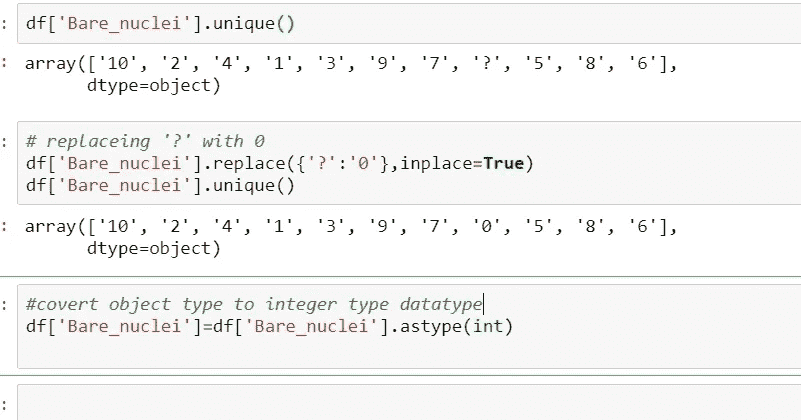 : df['Bare_nuclei'].unique()
: array(['10', '2', '4', '1', '3', '9', '7', '?', '5', '8', '6'],
dtype=object)
: # replaceing '?' with 0
df['Bare_nuclei'].replace({'?':'0'},inplace=True)
df['Bare_nuclei'].unique()
: array(['10', '2', '4', '1', '3', '9', '7', '0', '5', '8', '6'],
dtype=object)
: #covert object type to integer type datatype
df['Bare_nuclei']=df['Bare_nuclei'].astype(int)
: